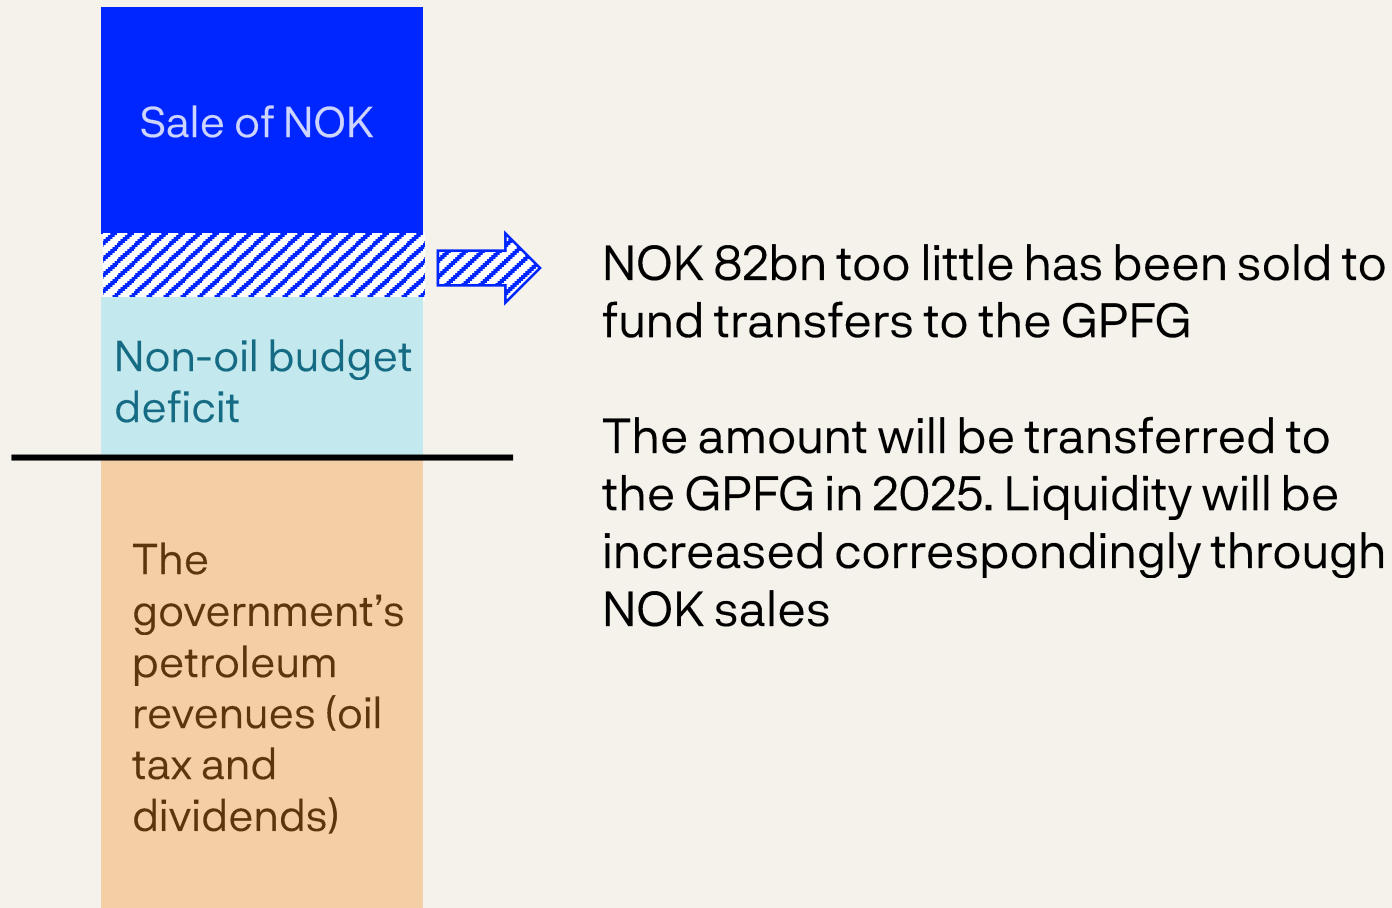 Sale of NOK
NOK 82bn too little has been sold to
fund transfers to the GPFG
Non-oil budget
deficit
The amount will be transferred to
the GPFG in 2025. Liquidity will be
increased correspondingly through
NOK sales
The
government’s
petroleum
revenues (oil
tax and
dividends)